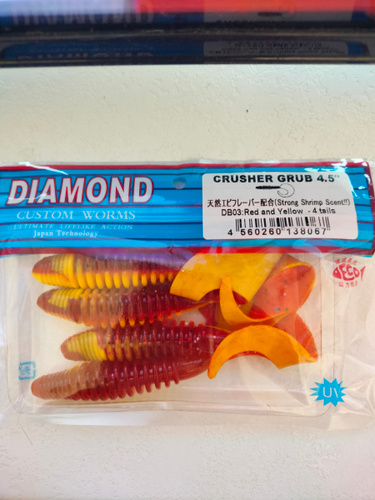 CRUSHER GRUB 4.5"
DIAMOND
CUSTOM WORMS
ULTIMATE LIFELIKE ACTION
Japan Technology
天然エビフレーバー配合(Strong Shrimp Scent!!)
DB03:Red and Yellow - 4 tails
4 560260 138067
UV